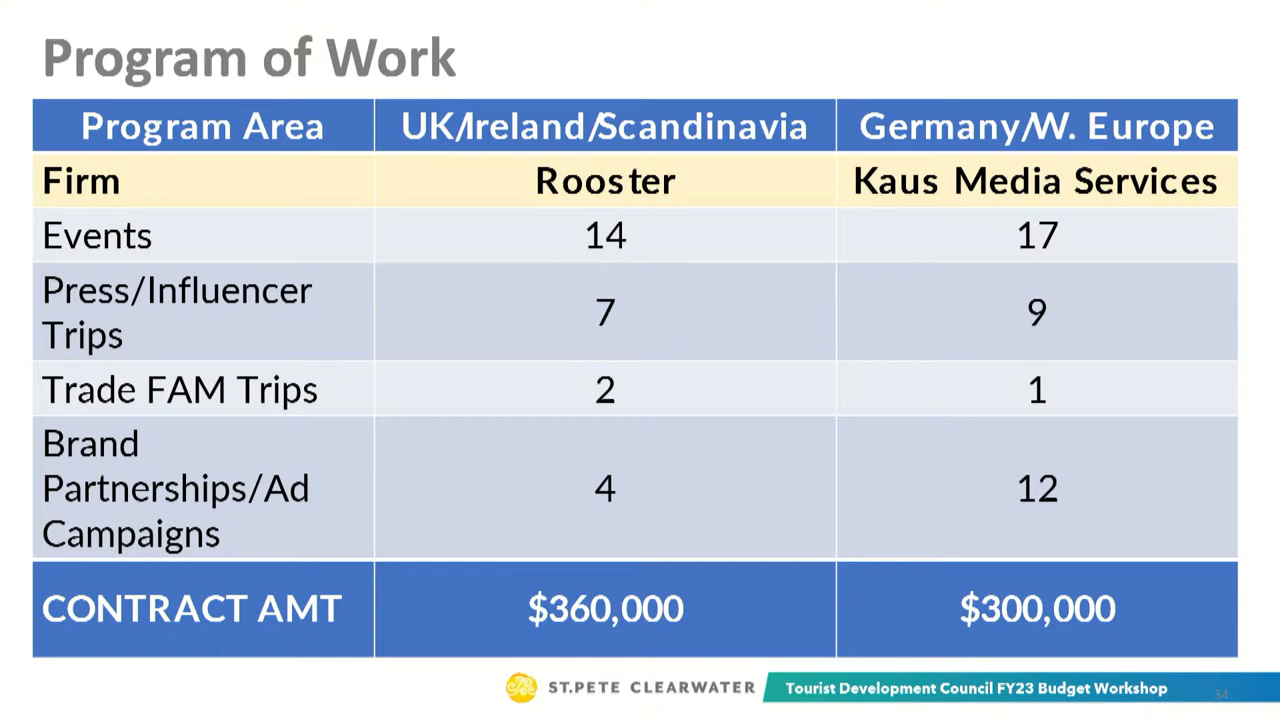 Program of Work
Program Area UK/Ireland/Scandinavia Germany/W. Europe
Firm Rooster Kaus Media Services
Events 14 17
Press/Influencer
Trips 7 9
Trade FAM Trips 2 1
Brand
Partnerships/Ad 4 12
Campaigns
CONTRACT AMT $360,000 $300,000
ST.PETE CLEARWATER Tourist Development Council FY23 Budget Workshop 34